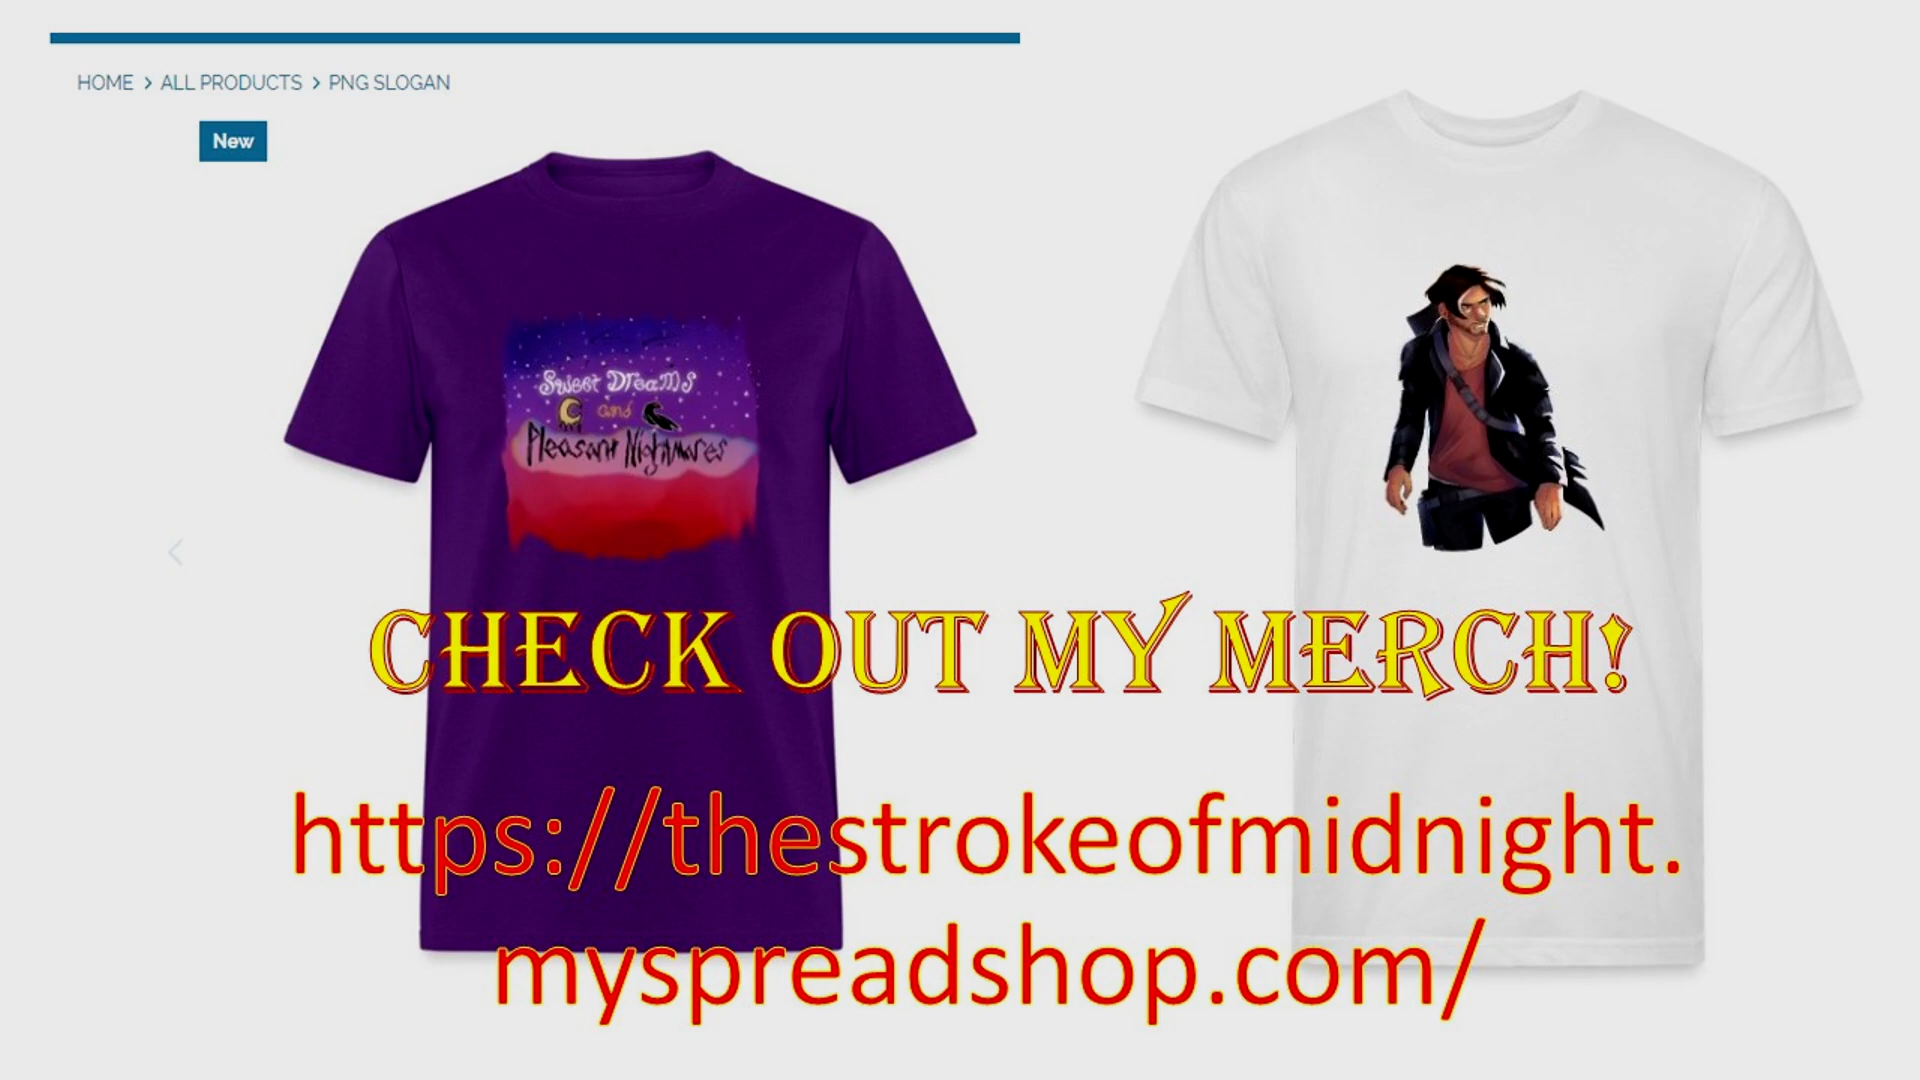 HOME > ALL PRODUCTS > PNG SLOGAN
New
Sweet Dreams
and
Pleasant Nightmares
CHECK OUT MY MERCH!
https://thestrokeofmidnight.
myspreadshop.com/